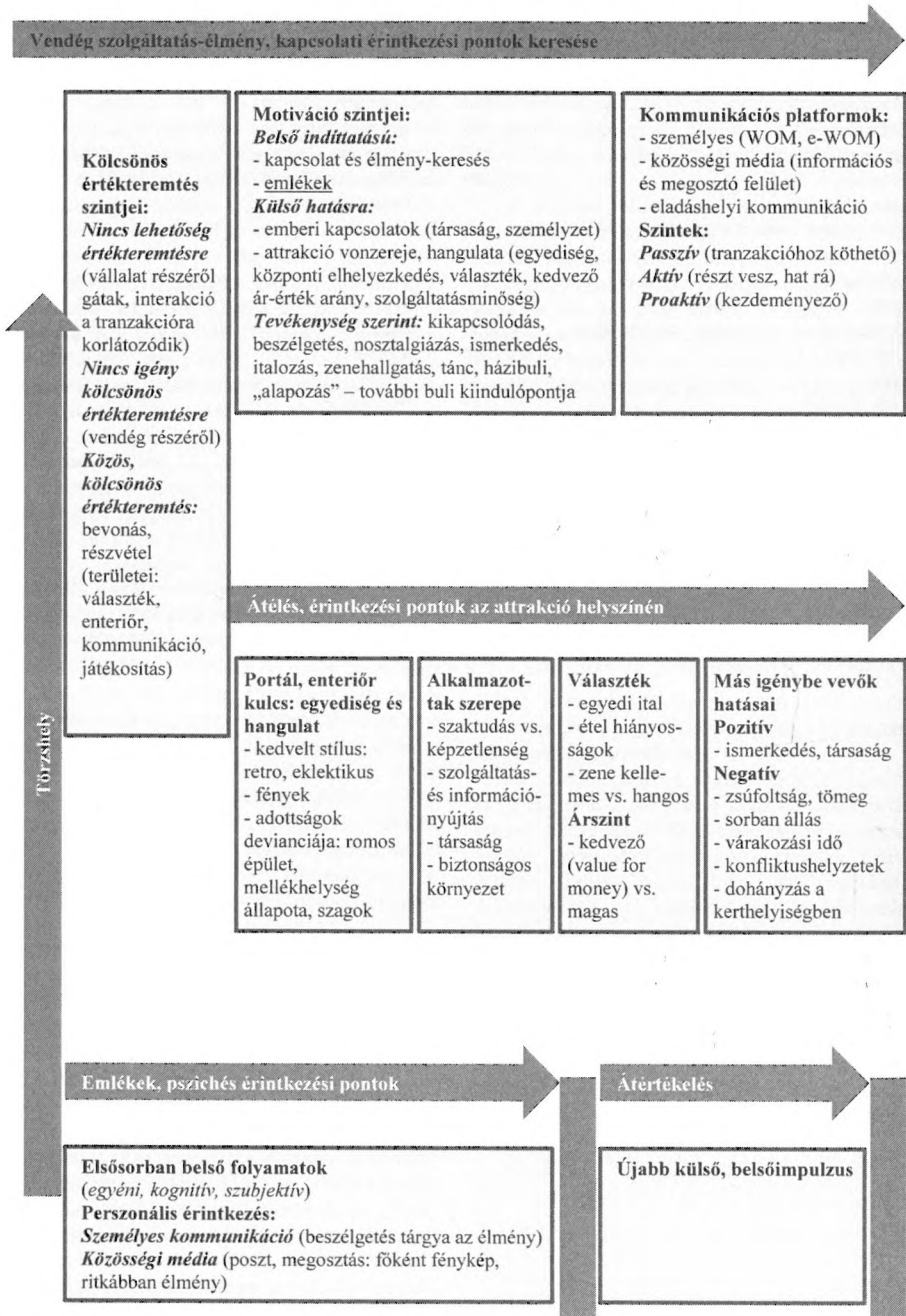 Vendég szolgáltatás-élmény, kapcsolati érintkezési pontok keresése
Kölcsönös
értékteremtés
szintjei:
Nincs lehetőség
értékteremtésre
(vállalat részéről
gátak, interakció
a tranzakcióra
korlátozódik)
Nincs igény
kölcsönös
értékteremtésre
(vendég részéről)
Közös,
kölcsönös
értékteremtés:
bevonás,
részvétel
(területei:
választék,
enteriőr,
kommunikáció,
játékosítás)
Motiváció szintjei:
Belső indíttatású:
- kapcsolat és élmény-keresés
- emlékek
Külső hatásra:
- emberi kapcsolatok (társaság, személyzet)
- attrakció vonzereje, hangulata (egyediség,
központi elhelyezkedés, választék, kedvező
ár-érték arány, szolgáltatásminőség)
Tevékenység szerint: kikapcsolódás,
beszélgetés, nosztalgiázás, ismerkedés,
italozás, zenehallgatás, tánc, házibuli,
„alapozás” – további buli kiindulópontja
Kommunikációs platformok:
- személyes (WOM, e-WOM)
- közösségi média (információs
és megosztó felület)
- eladáshelyi kommunikáció
Szintek:
Passzív (tranzakcióhoz köthető)
Aktív (részt vesz, hat rá)
Proaktív (kezdeményező)
Törzshely
Átélés, érintkezési pontok az attrakció helyszínén
Portál, enteriőr
kulcs: egyediség és
hangulat
- kedvelt stílus:
retro, eklektikus
- fények
- adottságok
devianciája: romos
épület,
mellékhelység
állapota, szagok
Alkalmazot-
tak szerepe
- szaktudás vs.
képzetlenség
- szolgáltatás-
és információ-
nyújtás
- társaság
- biztonságos
környezet
Választék
- egyedi ital
- étel hiányos-
ságok
- zene kelle-
mes vs. hangos
Árszint
- kedvező
(value for
money) vs.
magas
Más igénybe vevők
hatásai
Pozitív
- ismerkedés, társaság
Negatív
- zsúfoltság, tömeg
- sorban állás
- várakozási idő
- konfliktushelyzetek
- dohányzás a
kerthelyiségben
Emlékek, pszichés érintkezési pontok
Átértékelés
Elsősorban belső folyamatok
(egyéni, kognitív, szubjektív)
Perszonális érintkezés:
Személyes kommunikáció (beszélgetés tárgya az élmény)
Közösségi média (poszt, megosztás: főként fénykép,
ritkábban élmény)
Újabb külső, belsőimpulzus